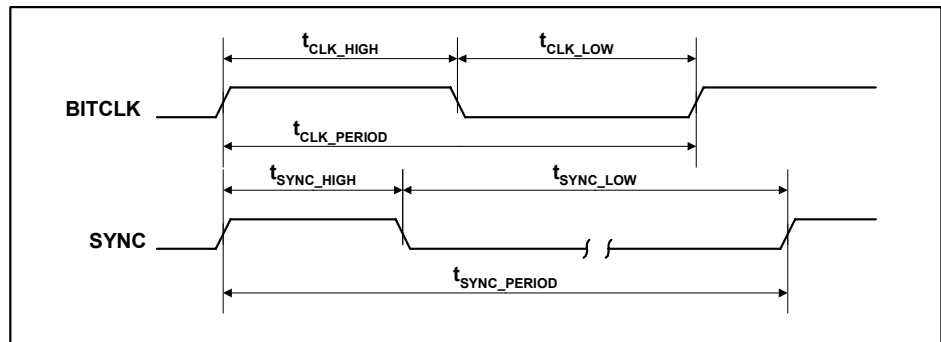 tCLK_HIGH tCLK_LOW
BITCLK
tCLK_PERIOD
tSYNC_HIGH tSYNC_LOW
SYNC
tSYNC_PERIOD